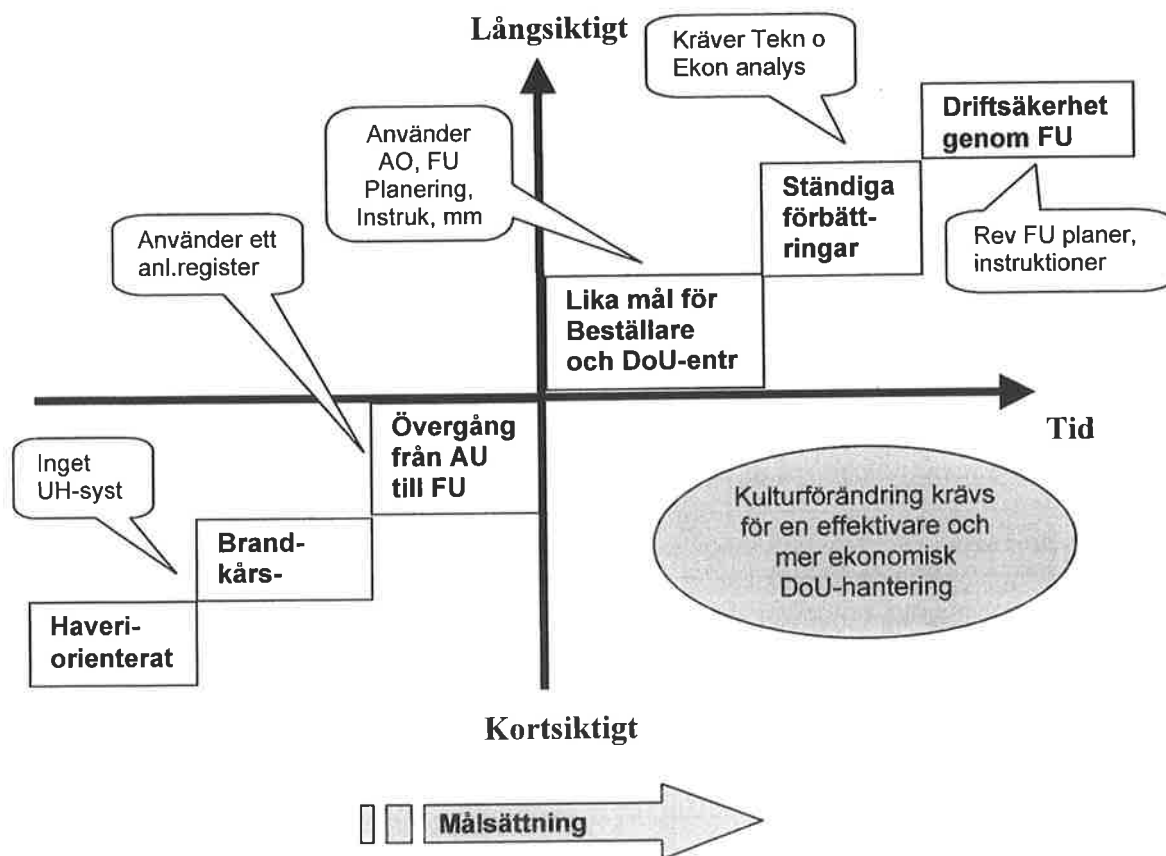 Långsiktigt
Kräver Tekn o
Ekon analys
Driftsäkerhet
genom FU
Använder
AO, FU
Planering,
Instruk, mm
Ständiga
förbätt-
ringar
Rev FU planer,
instruktioner
Använder ett
anl.register
Lika mål för
Beställare
och DoU-entr
Tid
Övergång
från AU
till FU
Inget
UH-syst
Kulturförändring krävs
för en effektivare och
mer ekonomisk
DoU-hantering
Brand-
kårs-
Haveri-
orienterat
Kortsiktigt
Målsättning